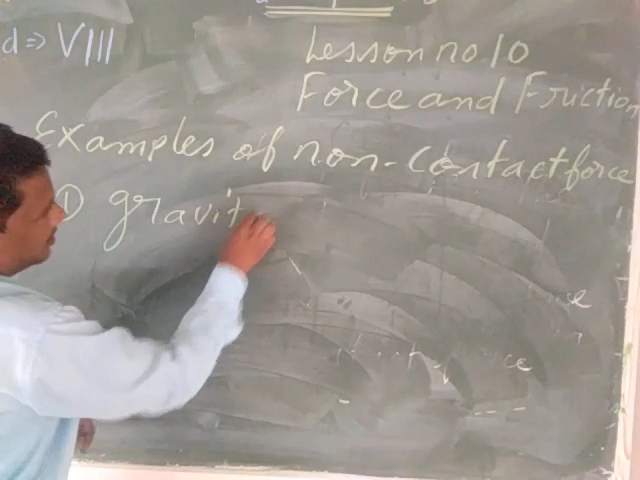 d⇒ VIII
Lesson no. 10
Force and Friction
Examples of non-contact force
① gravit